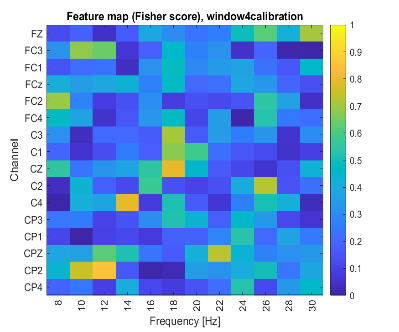 Feature map (Fisher score), window4calibration
FZ
FC3
FC1
FCz
FC2
FC4
C3
C1
CZ
C2
C4
CP3
CP1
CPZ
CP2
CP4
Channel
8 10 12 14 16 18 20 22 24 26 28 30
Frequency [Hz]
1
0.9
0.8
0.7
0.6
0.5
0.4
0.3
0.2
0.1
0